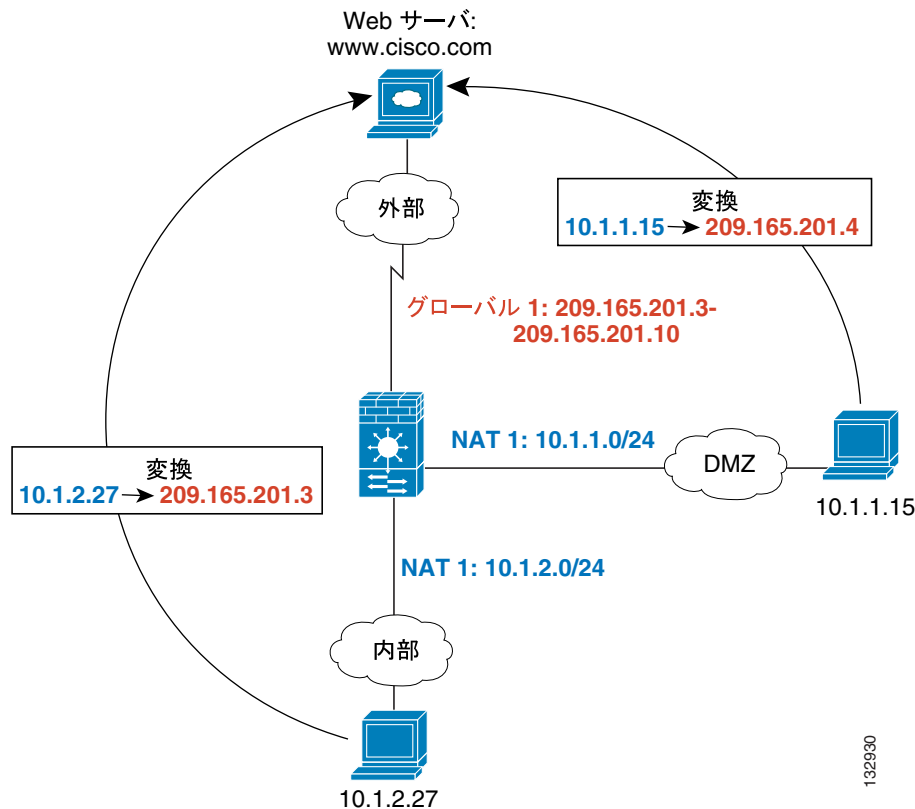 Web サーバ:
www.cisco.com
外部
変換
10.1.1.15 → 209.165.201.4
グローバル 1: 209.165.201.3-
209.165.201.10
NAT 1: 10.1.1.0/24
DMZ
10.1.1.15
変換
10.1.2.27 → 209.165.201.3
NAT 1: 10.1.2.0/24
内部
10.1.2.27
132930